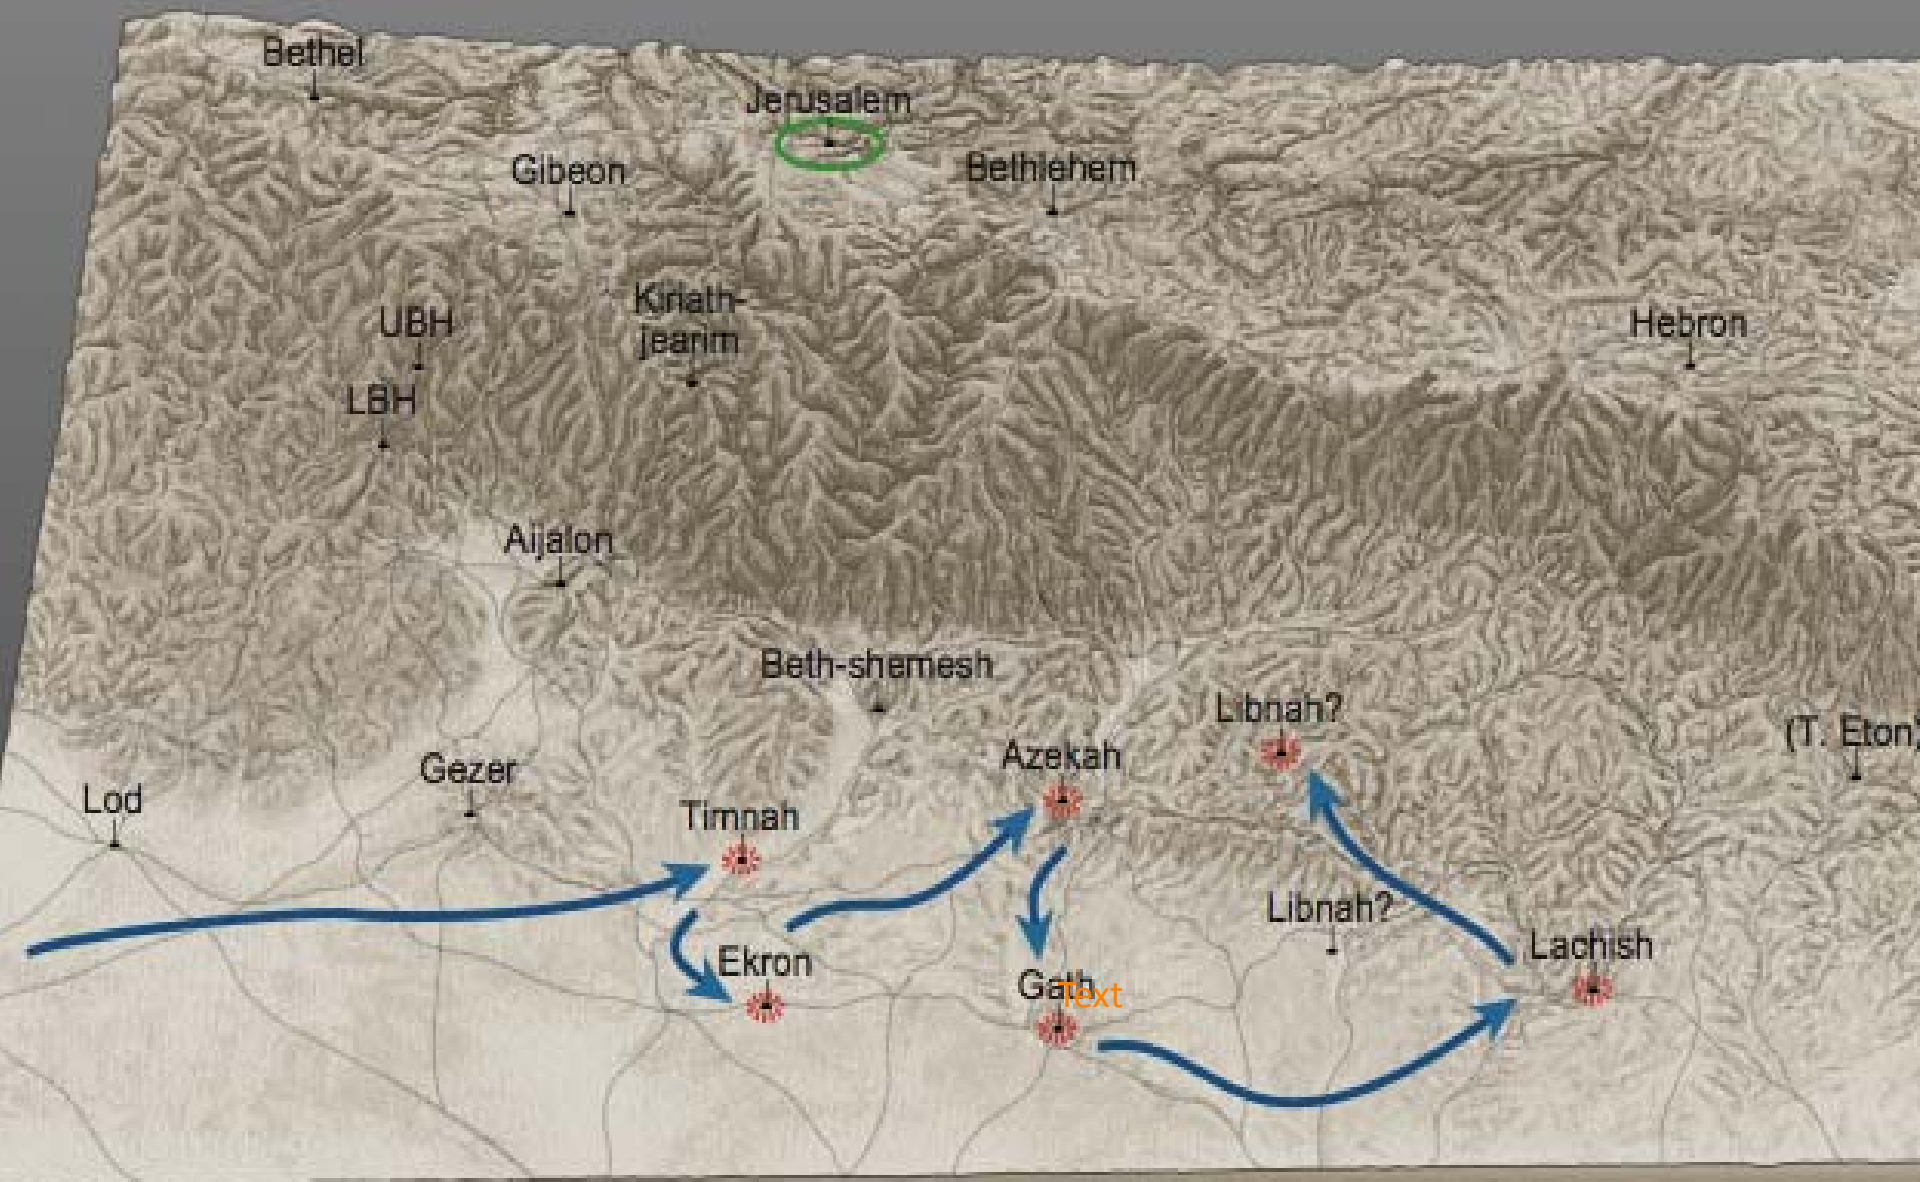 Bethel
Jerusalem
Gibeon
Bethlehem
Kiriath-
jearim
UBH
Hebron
LBH
Aijalon
Beth-shemesh
Libnah?
(T. Eton)
Azekah
Gezer
Lod
Timnah
Libnah?
Lachish
Ekron
Gath
Text